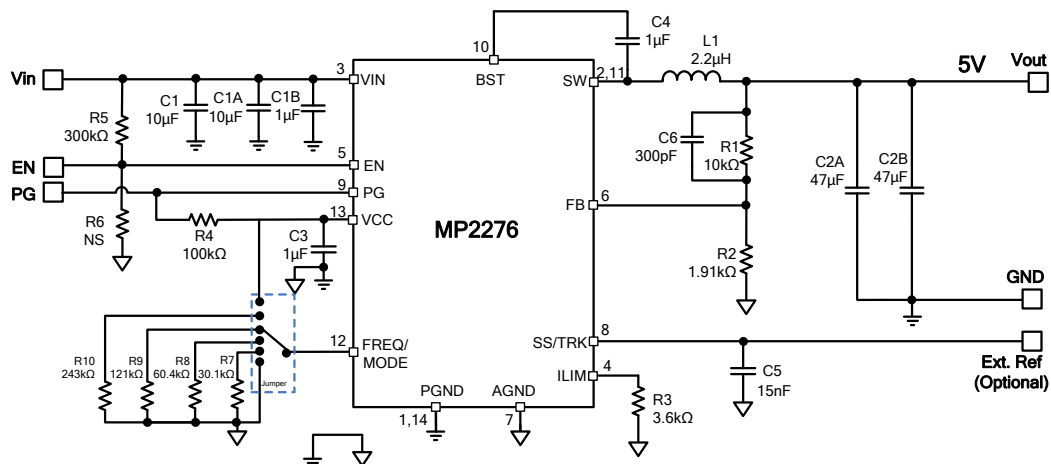 C4
1µF
L1
2.2µH
10
BST
Vin
3
VIN
SW
2,11
5V
Vout
C1
10µF
C1A
10µF
C1B
1µF
R5
300kΩ
C6
300pF
R1
10kΩ
C2A
47µF
C2B
47µF
EN
5
EN
PG
9
PG
6
FB
13
VCC
MP2276
R6
NS
R4
100kΩ
C3
1µF
R2
1.91kΩ
GND
8
SS/TRK
12
FREQ/
MODE
Ext. Ref
(Optional)
R10
243kΩ
R9
121kΩ
R8
60.4kΩ
R7
30.1kΩ
Jumper
4
ILIM
C5
15nF
R3
3.6kΩ
PGND
AGND
1,14
7